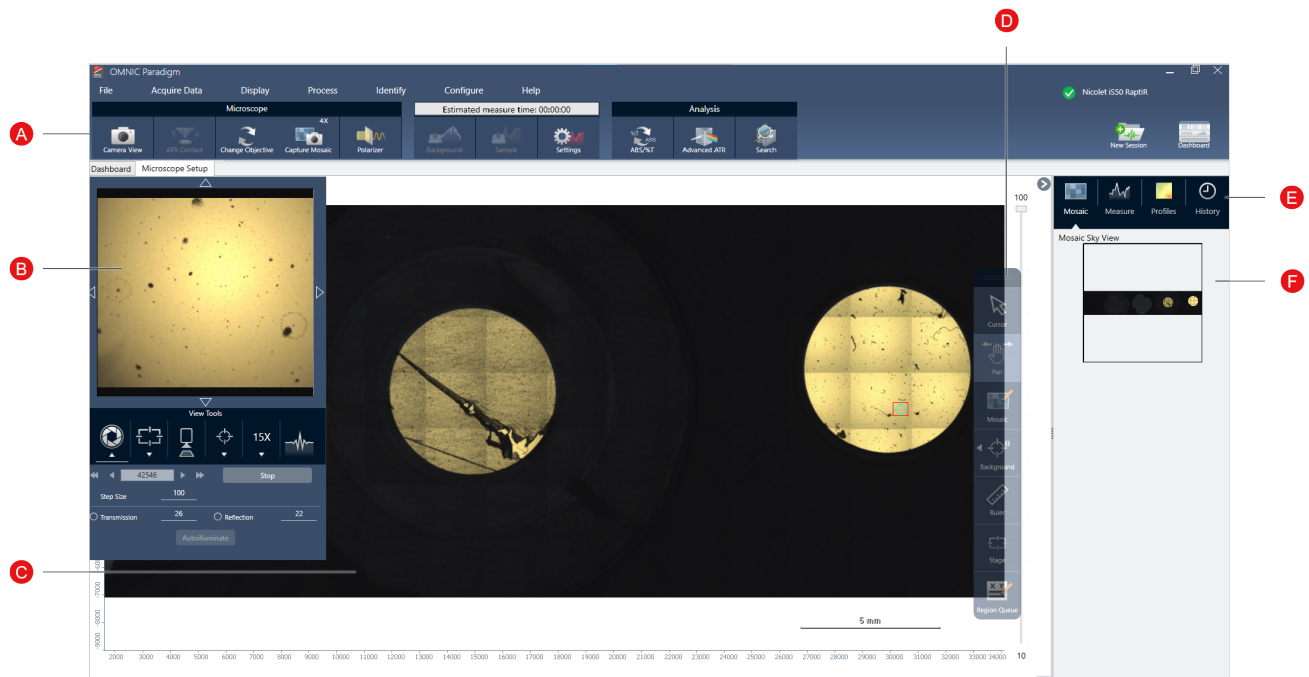 D
OMNIC Paradigm
File Acquire Data Display Process Identify Configure Help
Nicolet iS50 RaptIR
Microscope
Estimated measure time: 00:00:00
Analysis
A
4X
%T ABS
Camera View ATR Contact Change Objective Capture Mosaic Polarizer Background Sample Settings ABS/%T Advanced ATR Search
New Session Dashboard
Dashboard Microscope Setup
100
E
Mosaic Measure Profiles History
Mosaic Sky View
B
F
Cursor
Pan
Mosaic
B
Background
Ruler
Stage
X Y
Region Queue
View Tools
15X
42546 Stop
Step Size 100
Transmission 26 Reflection 22
Autoilluminate
C
-7000
-8000
-9000
5 mm
2000 3000 4000 5000 6000 7000 8000 9000 10000 11000 12000 13000 14000 15000 16000 17000 18000 19000 20000 21000 22000 23000 24000 25000 26000 27000 28000 29000 30000 31000 32000 33000 34000 10